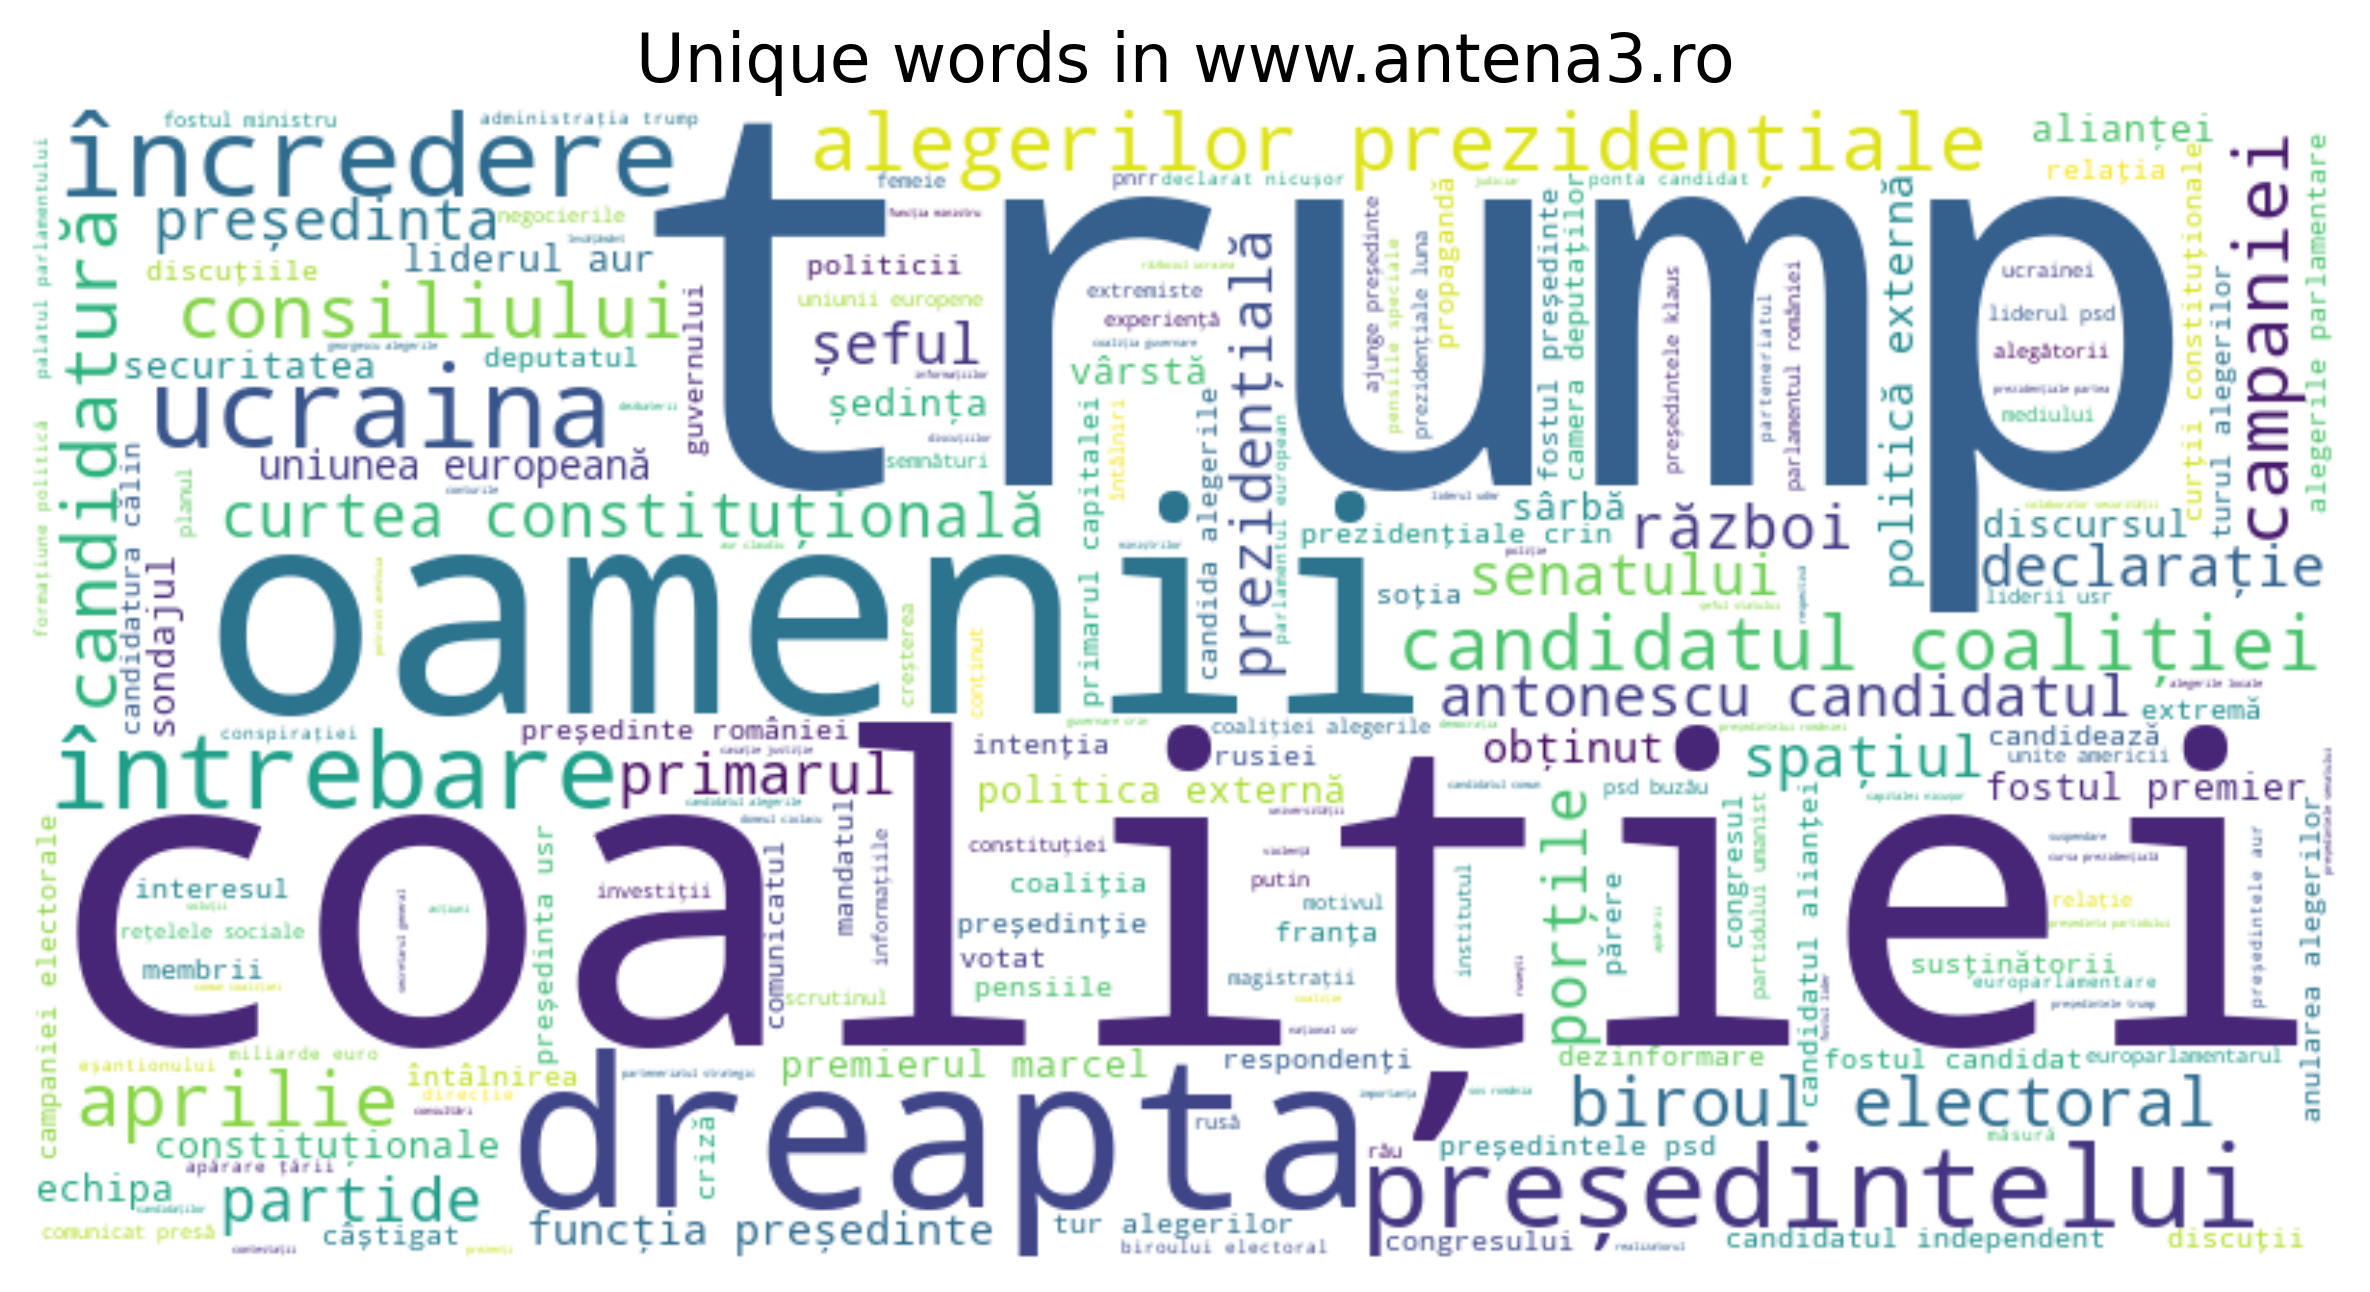 Unique words in www.antena3.ro
fostul ministru
administrația trump
încredere
trump
alegerilor prezidențiale
alianței
relația
palatul parlamentului
candidatură
președinta
negocierile
liderul aur
discuțiile
consiliului
securitatea
deputatul
ucraina
uniunea europeană
guvernului
femeie
pnrr
declarat nicușor
ponta candidat
politicii
uniunii europene
extremiste
experiență
șeful
vârstă
ședința
semnături
întâlniri
primarul capitalei
candida alegerile
prezidențială
parlamentul european
ajunge președinte
pensiile speciale
prezidențiale luna
propagandă
fostul președinte
camera deputaților
președintele klaus
parteneriatul
parlamentul româniei
politică externă
ucrainei
liderul psd
alegătorii
prezidențiale partea
mediului
curții constituționale
turul alegerilor
campaniei
alegerile parlamentare
formațiune politică
candidatura călin
planul
sondajul
curtea constituțională
oamenii
creșterea
conținut
sârbă
prezidențiale crin
război
discursul
declarație
liderii usr
senatului
soția
candidatul coaliției
antonescu candidatul
alegerile locale
extremă
conspirației
președinte româniei
întrebare
primarul
intenția
coaliției alegerile
rusiei
politica externă
obținut
spațiul
candidează
unite americii
fostul premier
psd buzău
coaliției
campaniei electorale
interesul
rețelele sociale
membrii
președinta usr
investiții
comunicatul
mandatul
informațiile
constituției
coaliția
președinție
votat
pensiile
scrutinul
putin
motivul
franța
magistrații
institutul
porțile
părere
congresul
partidului umanist
candidatul alianței
relație
susținătorii
europarlamentare
președintele trump
președintele aur
anularea alegerilor
eșantionului
miliarde euro
aprilie
întâlnirea
direcție
parteneriatul strategic
premierul marcel
respondenți
dezinformare
fostul candidat
europarlamentarul
dreapta
biroul electoral
măsură
constituționale
apărare țării
criză
rusă
rău
președintele psd
echipa
partide
președintelui
comunicat presă
câștigat
funcția președinte
tur alegerilor
biroului electoral
congresului
candidatul independent
discuții